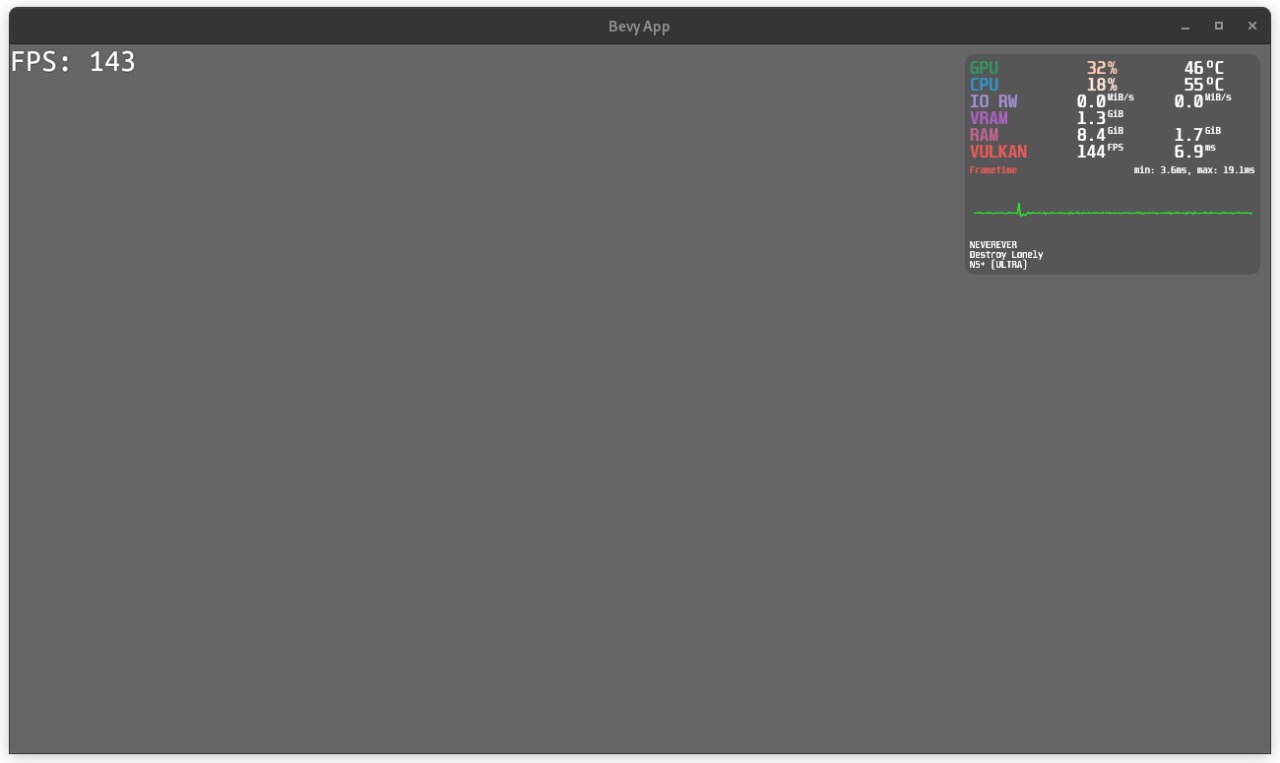 Bevy App
FPS: 143
GPU 32% 46°C
CPU 18% 55°C
IO RW 0.0 MiB/s 0.0 MiB/s
VRAM 1.3 GiB
RAM 8.4 GiB 1.7 GiB
VULKAN 144 FPS 6.9 ms
Frametime min: 3.6ms, max: 19.1ms
NEVEREVER
Destroy Lonely
NS+ (ULTRA)